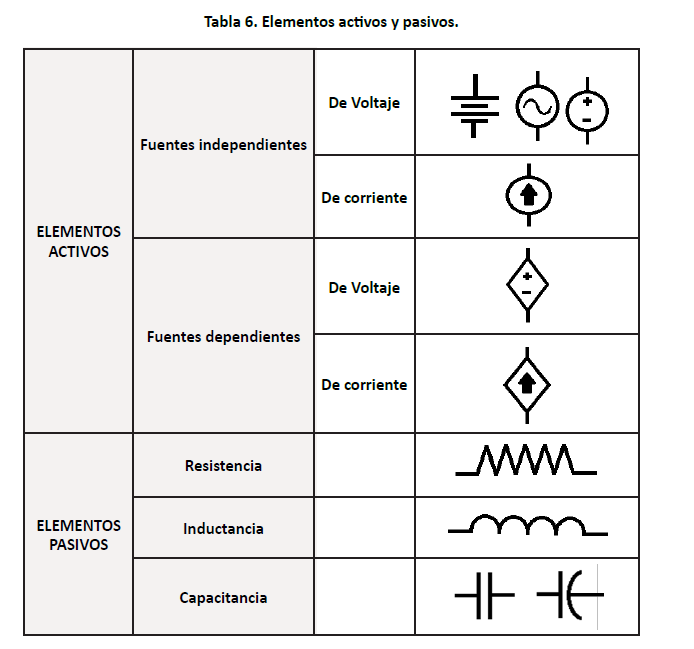 Tabla 6. Elementos activos y pasivos.
ELEMENTOS
ACTIVOS
Fuentes independientes
De Voltaje
De corriente
Fuentes dependientes
De Voltaje
De corriente
ELEMENTOS
PASIVOS
Resistencia
Inductancia
Capacitancia